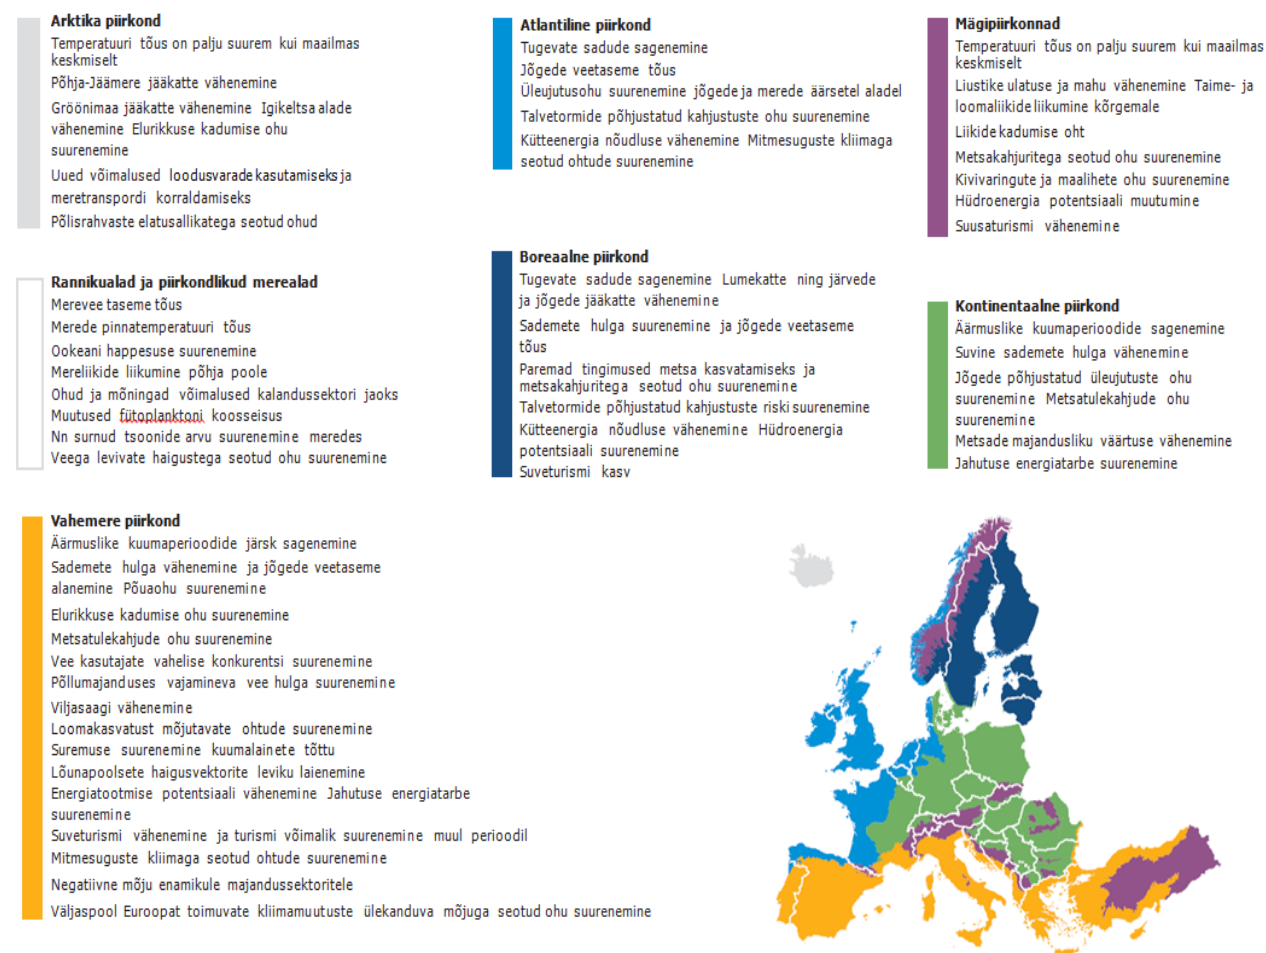 Arktika piirkond
Temperatuuri tõus on palju suurem kui maailmas
keskmiselt
Põhja-Jäämere jääkatte vähenemine
Gröönimaa jääkatte vähenemine Igikeltsa alade
vähenemine Elurikkuse kadumise ohu
suurenemine
Uued võimalused loodusvarade kasutamiseks ja
meretranspordi korraldamiseks
Põlisrahvaste elatusallikatega seotud ohud
Rannikualad ja piirkondlikud merealad
Merevee taseme tõus
Merede pinnatemperatuuri tõus
Ookeani happesuse suurenemine
Mereliikide liikumine põhja poole
Ohud ja mõningad võimalused kalandussektori jaoks
Muutused fütoplanktoni koosseisus
Nn surnud tsoonide arvu suurenemine meredes
Veega levivate haigustega seotud ohu suurenemine
Vahemere piirkond
Äärmuslike kuumaperioodide järsk sagenemine
Sademete hulga vähenemine ja jõgede veetaseme
alanemine Põuaohu suurenemine
Elurikkuse kadumise ohu suurenemine
Metsatulekahjude ohu suurenemine
Vee kasutajate vahelise konkurentsi suurenemine
Põllumajanduses vajamineva vee hulga suurenemine
Viljasaagi vähenemine
Loomakasvatust mõjutavate ohtude suurenemine
Suremuse suurenemine kuumalainete tõttu
Lõunapoolsete haigusvektorite leviku laienemine
Energiatootmise potentsiaali vähenemine Jahutuse energiatarbe
suurenemine
Suveturismi vähenemine ja turismi võimalik suurenemine muul perioodil
Mitmesuguste kliimaga seotud ohtude suurenemine
Negatiivne mõju enamikule majandussektoritele
Väljaspool Euroopat toimuvate kliimamuutuste ülekanduva mõjuga seotud ohu suurenemine
Atlantiline piirkond
Tugevate sadude sagenemine
Jõgede veetaseme tõus
Üleujutusohu suurenemine jõgede ja merede äärsetel aladel
Talvetormide põhjustatud kahjustuste ohu suurenemine
Kütteenergia nõudluse vähenemine Mitmesuguste kliimaga
seotud ohtude suurenemine
Boreaalne piirkond
Tugevate sadude sagenemine Lumekatte ning järvede
ja jõgede jääkatte vähenemine
Sademete hulga suurenemine ja jõgede veetaseme
tõus
Paremad tingimused metsa kasvatamiseks ja
metsakahjuritega seotud ohu suurenemine
Talvetormide põhjustatud kahjustuste riski suurenemine
Kütteenergia nõudluse vähenemine Hüdroenergia
potentsiaali suurenemine
Suveturismi kasv
Mägipiirkonnad
Temperatuuri tõus on palju suurem kui maailmas
keskmiselt
Liustike ulatuse ja mahu vähenemine Taime- ja
loomaliikide liikumine kõrgemale
Liikide kadumise oht
Metsakahjuritega seotud ohu suurenemine
Kivivaringute ja maalihete ohu suurenemine
Hüdroenergia potentsiaali muutumine
Suusaturismi vähenemine
Kontinentaalne piirkond
Äärmuslike kuumaperioodide sagenemine
Suvine sademete hulga vähenemine
Jõgede põhjustatud üleujutuste ohu
suurenemine Metsatulekahjude ohu
suurenemine
Metsade majandusliku väärtuse vähenemine
Jahutuse energiatarbe suurenemine